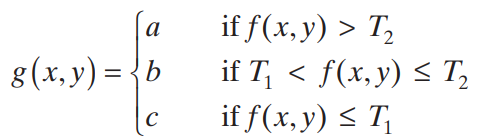 a if f(x, y) > T₂
g(x, y) = { b if T₁ < f(x, y) ≤ T₂
c if f(x, y) ≤ T₁